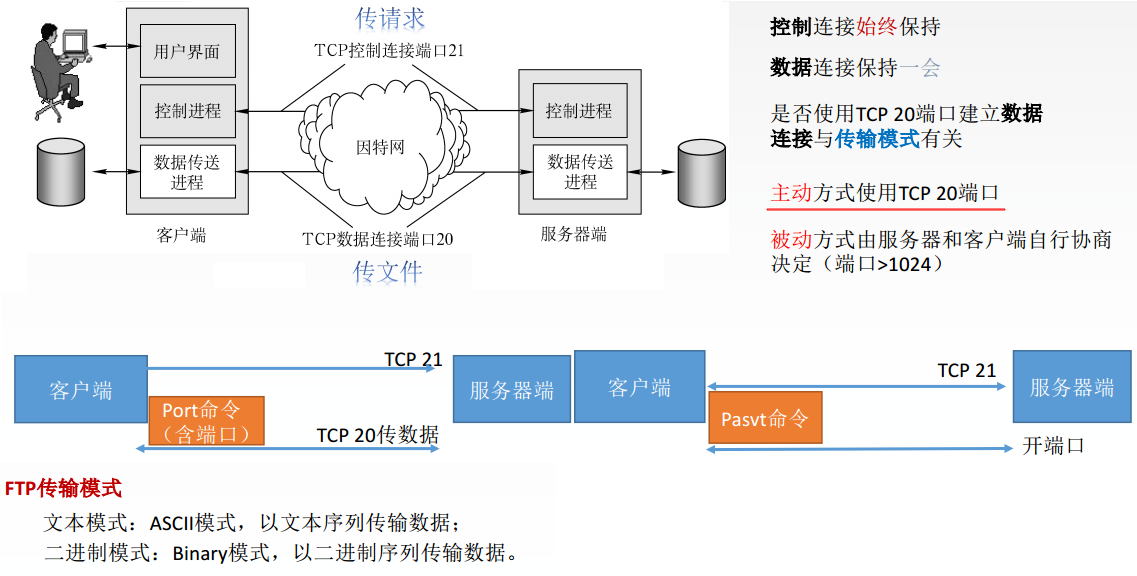 传请求
TCP控制连接端口21
用户界面
控制进程
数据传送
进程
客户端
因特网
控制进程
数据传送
进程
服务器端
TCP数据连接端口20
传文件
控制连接始终保持
数据连接保持一会
是否使用TCP 20端口建立数据
连接与传输模式有关
主动方式使用TCP 20端口
被动方式由服务器和客户端自行协商
决定（端口>1024）
客户端
TCP 21
服务器端
Port命令
（含端口）
TCP 20传数据
客户端
TCP 21
服务器端
Pasvt命令
开端口
FTP传输模式
文本模式：ASCII模式，以文本序列传输数据；
二进制模式：Binary模式，以二进制序列传输数据。